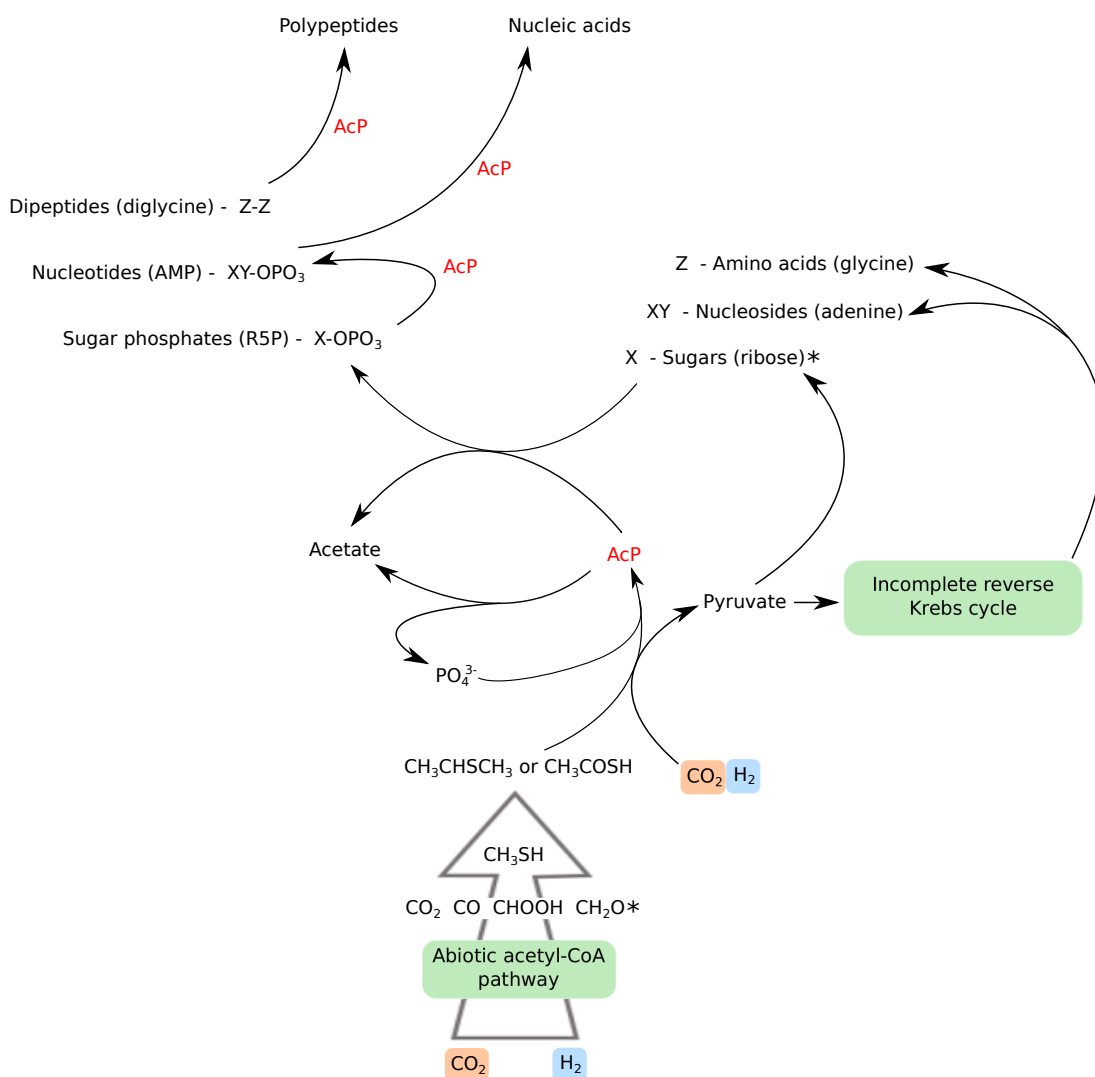 Polypeptides
Nucleic acids
AcP
AcP
Dipeptides (diglycine) - Z-Z
Nucleotides (AMP) - XY-OPO₃
AcP
Z - Amino acids (glycine)
XY - Nucleosides (adenine)
Sugar phosphates (R5P) - X-OPO₃
X - Sugars (ribose)*
Acetate
AcP
Pyruvate
Incomplete reverse
Krebs cycle
PO₄³⁻
CH₃CHSCH₃ or CH₃COSH
CO₂ H₂
CH₃SH
CO₂ CO CHOOH CH₂O*
Abiotic acetyl-CoA
pathway
CO₂ H₂